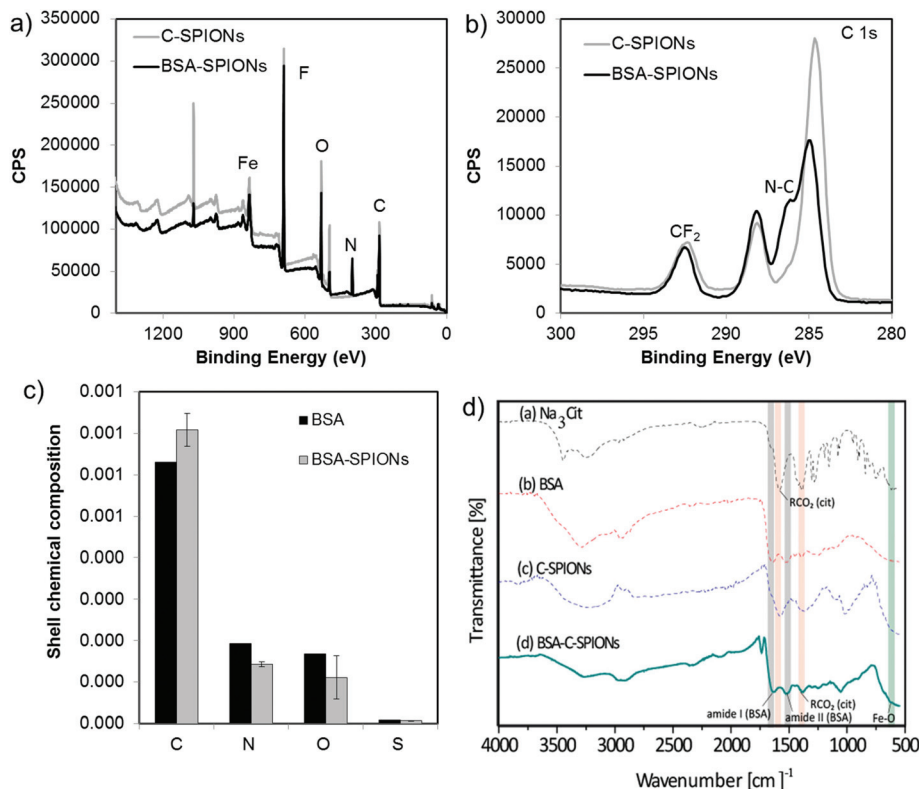 a)
350000
300000
250000
200000
150000
100000
50000
0
CPS
C-SPIONs
BSA-SPIONs
Fe
F
O
N
C
1200
900
600
300
0
Binding Energy (eV)
b)
30000
25000
20000
15000
10000
5000
0
CPS
C 1s
C-SPIONs
BSA-SPIONs
CF2
N-C
300
295
290
285
280
Binding Energy (eV)
c)
0.001
0.001
0.001
0.001
0.000
0.000
0.000
0.000
0.000
Shell chemical composition
BSA
BSA-SPIONs
C
N
O
S
d)
Transmittance [%]
(a) Na3Cit
RCO2 (cit)
(b) BSA
(c) C-SPIONs
(d) BSA-C-SPIONs
amide I (BSA)
amide II (BSA)
RCO2 (cit)
Fe-O
4000 3500 3000 2500 2000 1500 1000 500
Wavenumber [cm]-1